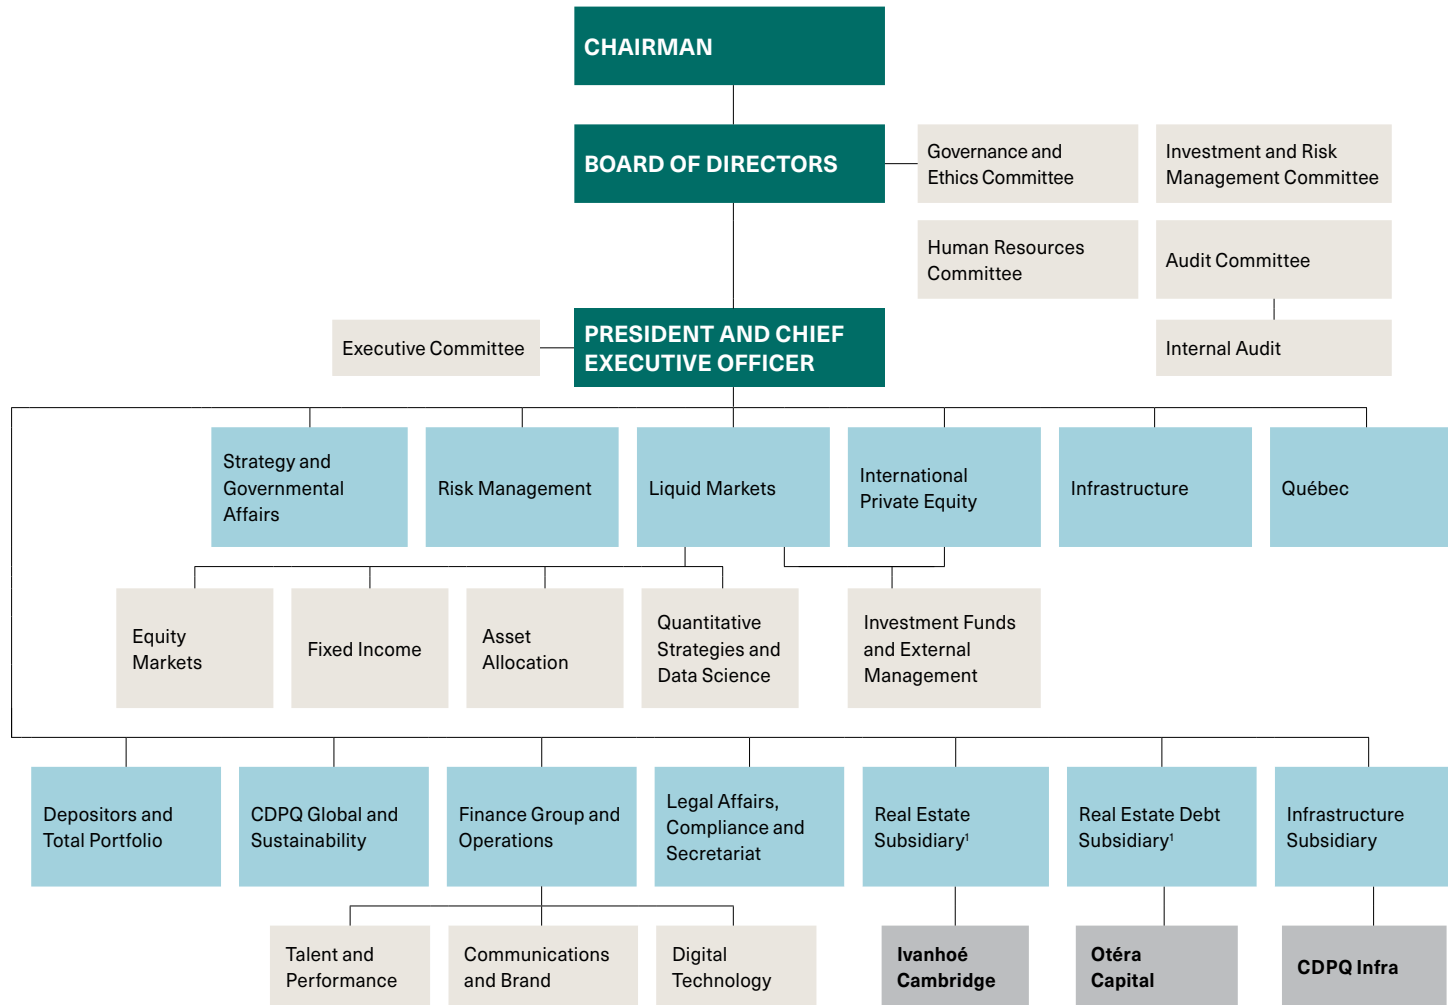 CHAIRMAN
BOARD OF DIRECTORS
Governance and
Ethics Committee
Investment and Risk
Management Committee
Human Resources
Committee
Audit Committee
Executive Committee
PRESIDENT AND CHIEF
EXECUTIVE OFFICER
Internal Audit
Strategy and
Governmental
Affairs
Risk Management
Liquid Markets
International
Private Equity
Infrastructure
Québec
Equity
Markets
Fixed Income
Asset
Allocation
Quantitative
Strategies and
Data Science
Investment Funds
and External
Management
Depositors and
Total Portfolio
CDPQ Global and
Sustainability
Finance Group and
Operations
Legal Affairs,
Compliance and
Secretariat
Real Estate
Subsidiary¹
Real Estate Debt
Subsidiary¹
Infrastructure
Subsidiary
Talent and
Performance
Communications
and Brand
Digital
Technology
Ivanhoé
Cambridge
Otéra
Capital
CDPQ Infra